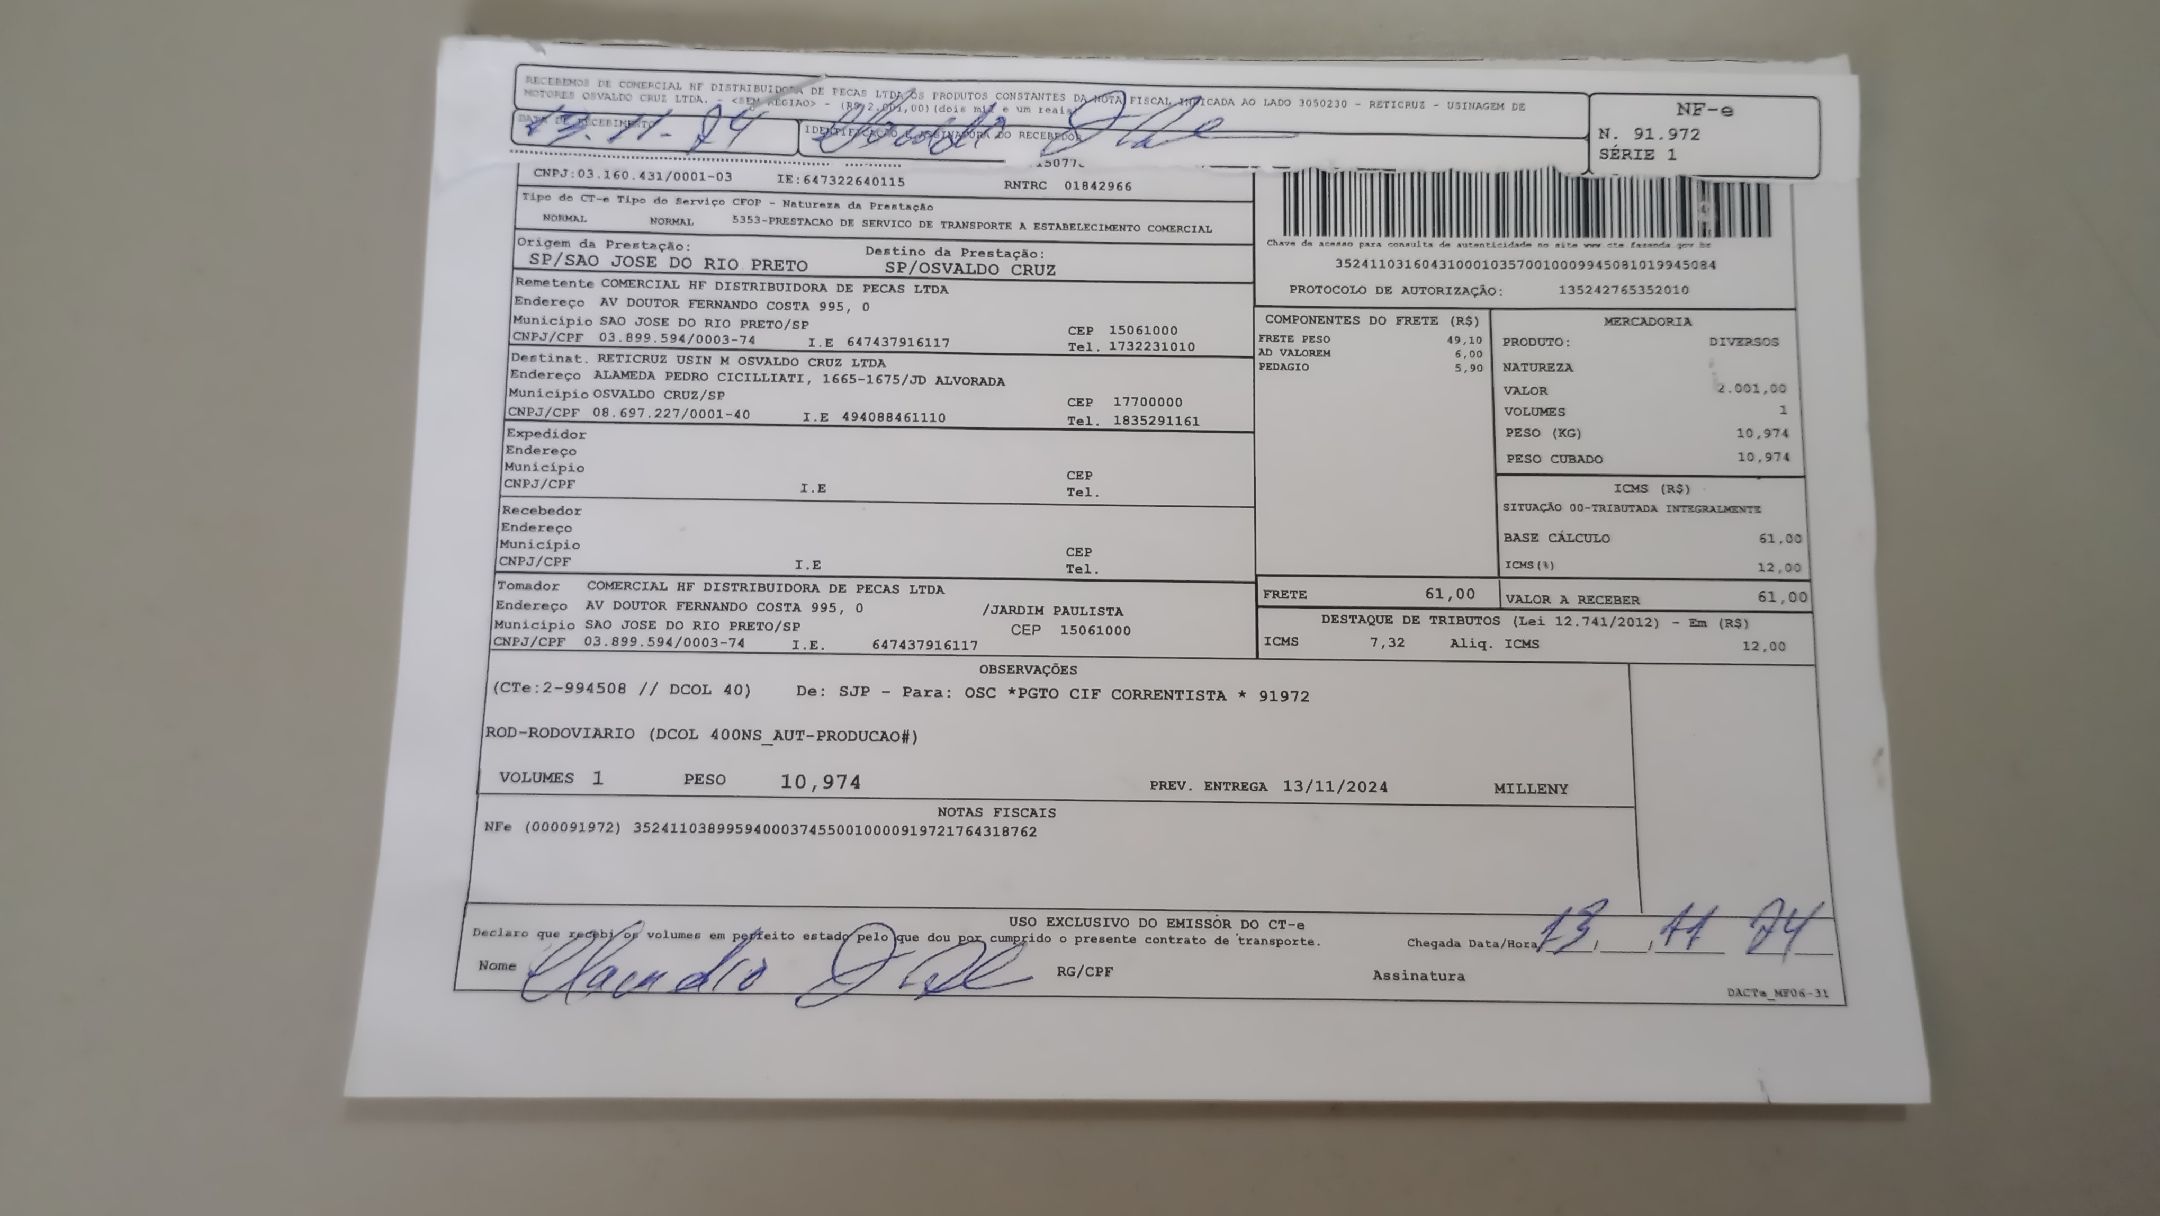 RECEBEMOS DE COMERCIAL HF DISTRIBUIDORA DE PECAS LTDA OS PRODUTOS CONSTANTES DA NOTA FISCAL INDICADA AO LADO 3050230 - RETICRUZ - USINAGEM DE
MOTORES OSVALDO CRUZ LTDA. - <SEM REGIAO> - (R$ 2.001,00)(dois mil e um reais)
DATA DE RECEBIMENTO
13.11.24
IDENTIFICAÇÃO E ASSINATURA DO RECEBEDOR
NF-e
N. 91.972
SÉRIE 1
CNPJ:03.160.431/0001-03 IE:647322640115 RNTRC 01842966
Tipo do CT-e Tipo do Serviço CFOP - Natureza da Prestação
NORMAL NORMAL 5353-PRESTACAO DE SERVICO DE TRANSPORTE A ESTABELECIMENTO COMERCIAL
Origem da Prestação: Destino da Prestação:
SP/SAO JOSE DO RIO PRETO SP/OSVALDO CRUZ
Chave de acesso para consulta de autenticidade no site www cte fazenda gov br
35241103160431000103570010009945081019945084
PROTOCOLO DE AUTORIZAÇÃO: 135242765352010
Remetente COMERCIAL HF DISTRIBUIDORA DE PECAS LTDA
Endereço AV DOUTOR FERNANDO COSTA 995, 0
Município SAO JOSE DO RIO PRETO/SP CEP 15061000
CNPJ/CPF 03.899.594/0003-74 I.E 647437916117 Tel. 1732231010
Destinat. RETICRUZ USIN M OSVALDO CRUZ LTDA
Endereço ALAMEDA PEDRO CICILLIATI, 1665-1675/JD ALVORADA
Município OSVALDO CRUZ/SP CEP 17700000
CNPJ/CPF 08.697.227/0001-40 I.E 494088461110 Tel. 1835291161
Expedidor
Endereço
Município CEP
CNPJ/CPF I.E Tel.
Recebedor
Endereço
Município CEP
CNPJ/CPF I.E Tel.
Tomador COMERCIAL HF DISTRIBUIDORA DE PECAS LTDA
Endereço AV DOUTOR FERNANDO COSTA 995, 0 /JARDIM PAULISTA
Município SAO JOSE DO RIO PRETO/SP CEP 15061000
CNPJ/CPF 03.899.594/0003-74 I.E. 647437916117
COMPONENTES DO FRETE (R$)
FRETE PESO 49,10
AD VALOREM 6,00
PEDAGIO 5,90
MERCADORIA
PRODUTO: DIVERSOS
NATUREZA
VALOR 2.001,00
VOLUMES 1
PESO (KG) 10,974
PESO CUBADO 10,974
ICMS (R$)
SITUAÇÃO 00-TRIBUTADA INTEGRALMENTE
BASE CÁLCULO 61,00
ICMS(%) 12,00
FRETE 61,00 VALOR A RECEBER 61,00
DESTAQUE DE TRIBUTOS (Lei 12.741/2012) - Em (R$)
ICMS 7,32 Aliq. ICMS 12,00
OBSERVAÇÕES
(CTe:2-994508 // DCOL 40) De: SJP - Para: OSC *PGTO CIF CORRENTISTA * 91972
ROD-RODOVIARIO (DCOL 400NS_AUT-PRODUCAO#)
VOLUMES 1 PESO 10,974 PREV. ENTREGA 13/11/2024 MILLENY
NOTAS FISCAIS
NFe (000091972) 35241103899594000374550010000919721764318762
USO EXCLUSIVO DO EMISSOR DO CT-e
Declaro que recebi os volumes em perfeito estado pelo que dou por cumprido o presente contrato de transporte. Chegada Data/Hora 13 11 24
Nome Claudio RG/CPF Assinatura
DACTe_MF06-31